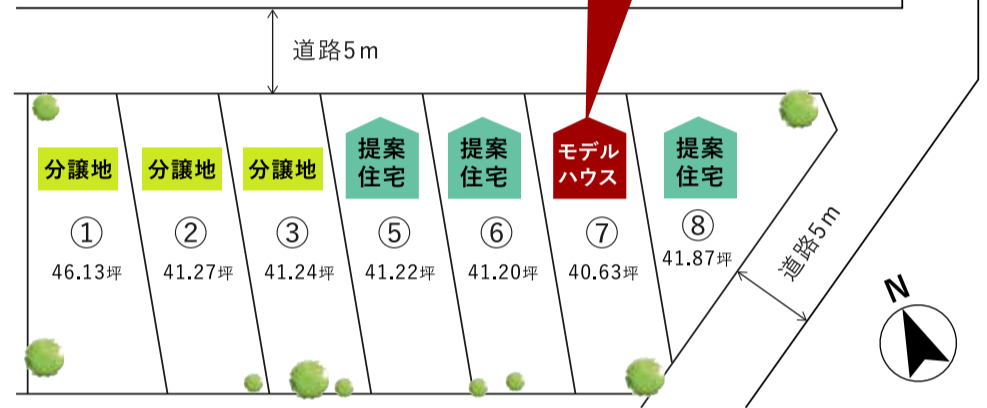 道路5m
分譲地
①
46.13坪
分譲地
②
41.27坪
分譲地
③
41.24坪
提案
住宅
⑤
41.22坪
提案
住宅
⑥
41.20坪
モデル
ハウス
⑦
40.63坪
提案
住宅
⑧
41.87坪
道路5m
N